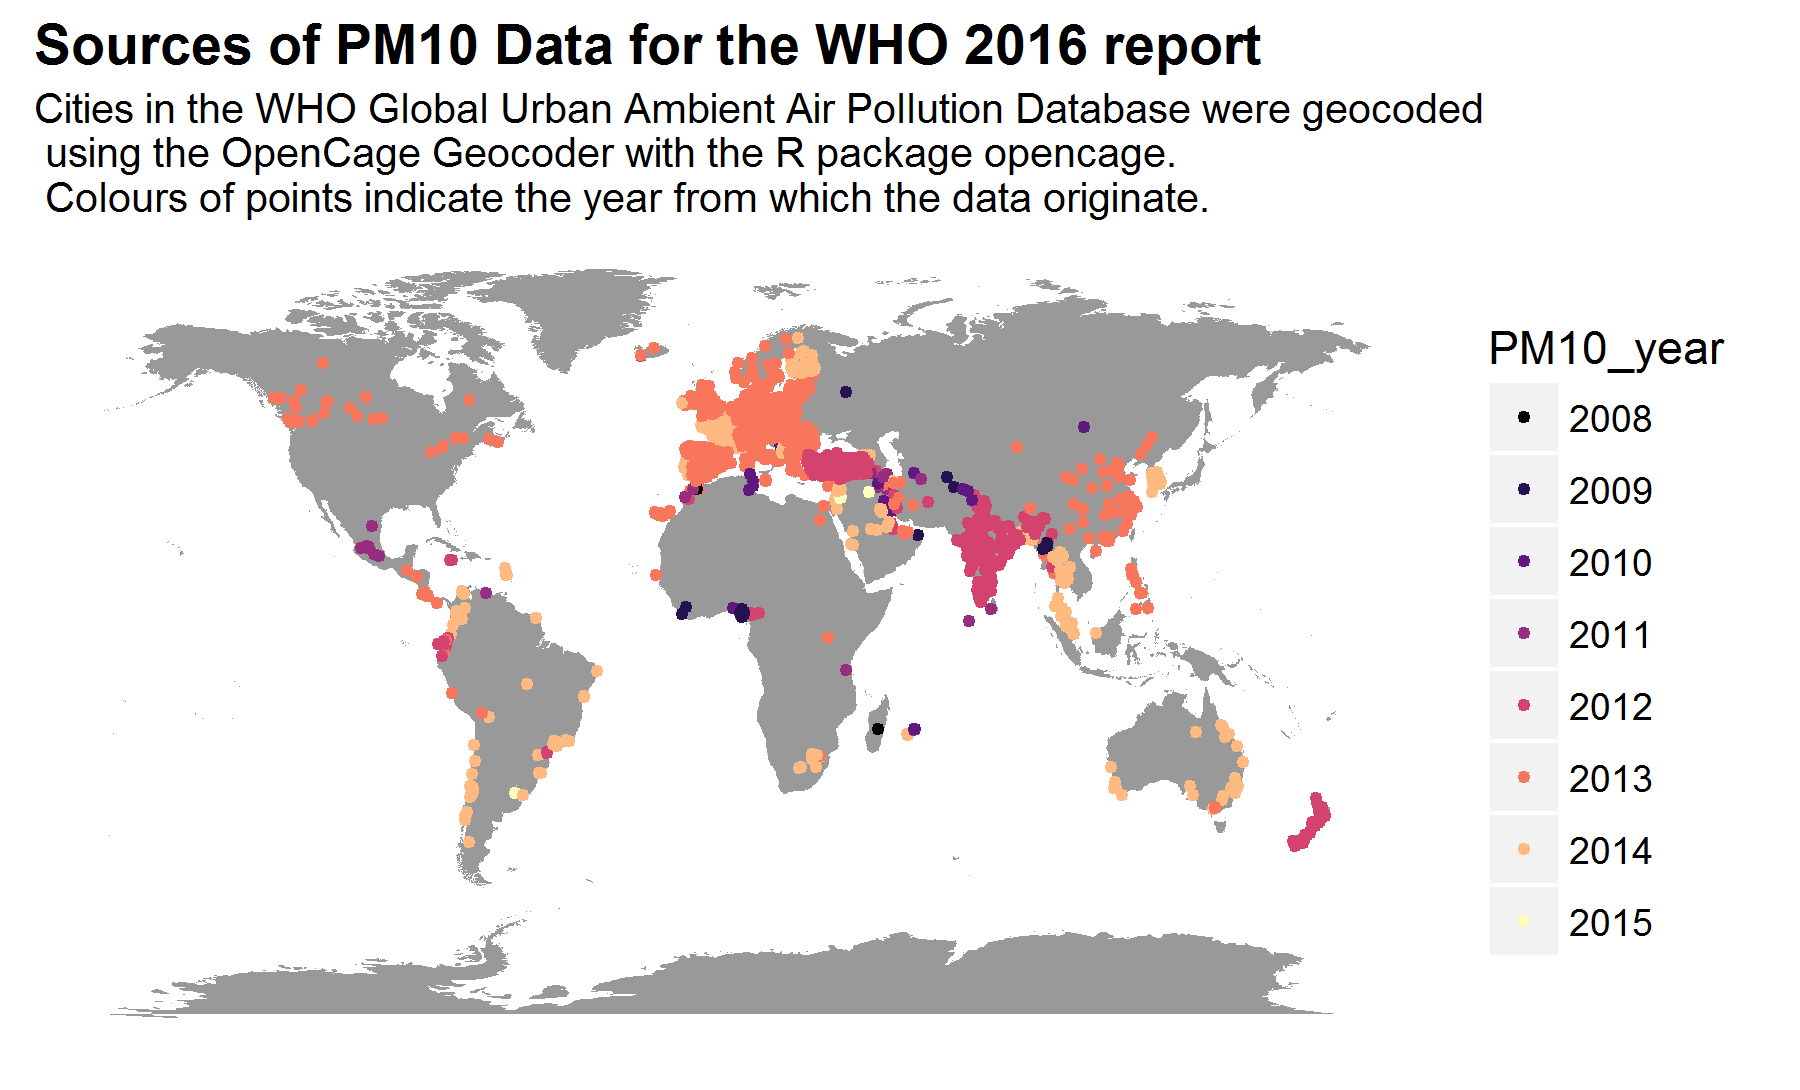 Sources of PM10 Data for the WHO 2016 report
Cities in the WHO Global Urban Ambient Air Pollution Database were geocoded
using the OpenCage Geocoder with the R package opencage.
Colours of points indicate the year from which the data originate.
PM10_year
2008
2009
2010
2011
2012
2013
2014
2015